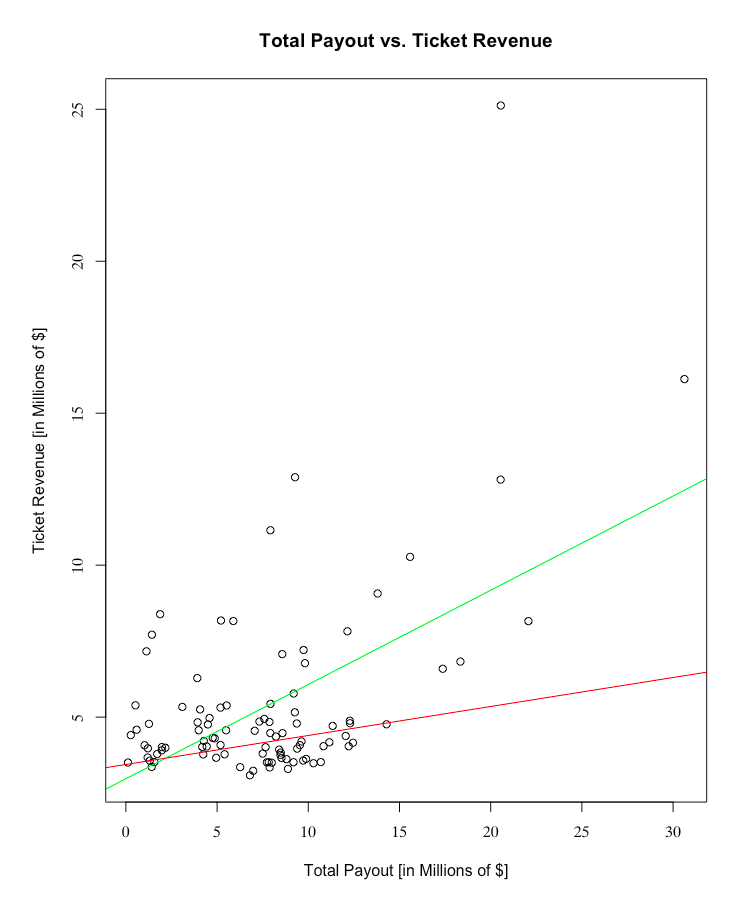 Total Payout vs. Ticket Revenue
25
20
15
10
5
Ticket Revenue [in Millions of $]
0 5 10 15 20 25 30
Total Payout [in Millions of $]